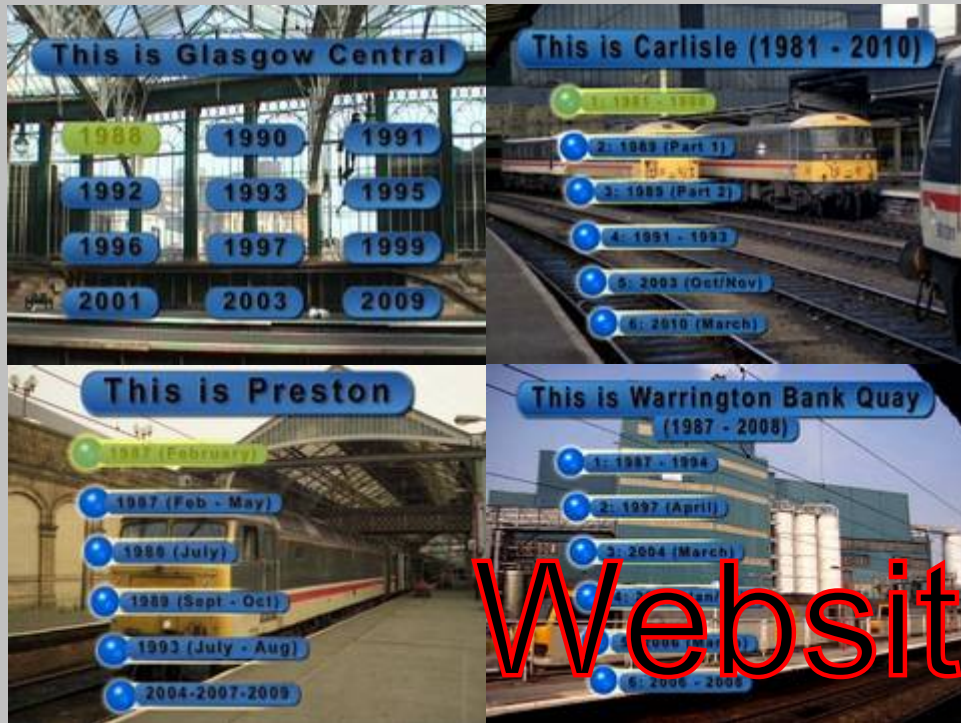 This is Glasgow Central
1988 1990 1991
1992 1993 1995
1996 1997 1999
2001 2003 2009
This is Carlisle (1981 - 2010)
2: 1989 (Part 1)
3: 1989 (Part 2)
4: 1991 - 1993
5: 2003 (Oct/Nov)
6: 2010 (March)
This is Preston
1987 (February)
1987 (Feb - May)
1988 (July)
1989 (Sept - Oct)
1993 (July - Aug)
2004-2007-2009
This is Warrington Bank Quay
(1987 - 2008)
1: 1987 - 1994
2: 1997 (April)
3: 2004 (March)
6: 2006 - 2008
Websit